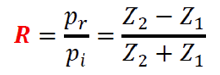 R = p_r / p_i = (Z_2 − Z_1) / (Z_2 + Z_1)